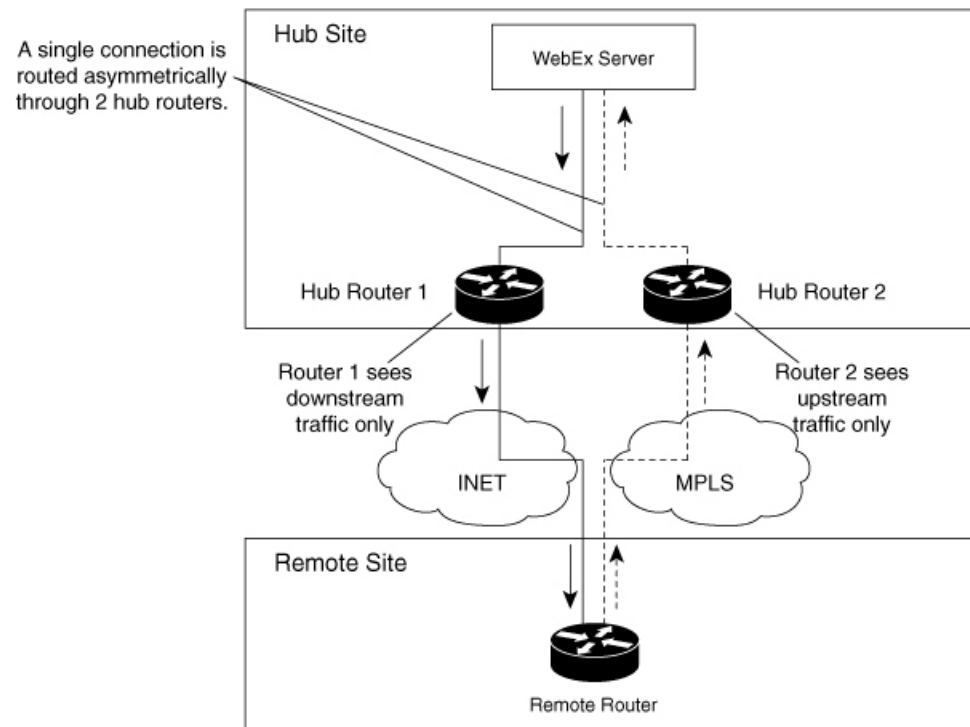 Hub Site
WebEx Server
A single connection is
routed asymmetrically
through 2 hub routers.
Hub Router 1
Hub Router 2
Router 1 sees
downstream
traffic only
Router 2 sees
upstream
traffic only
INET
MPLS
Remote Site
Remote Router